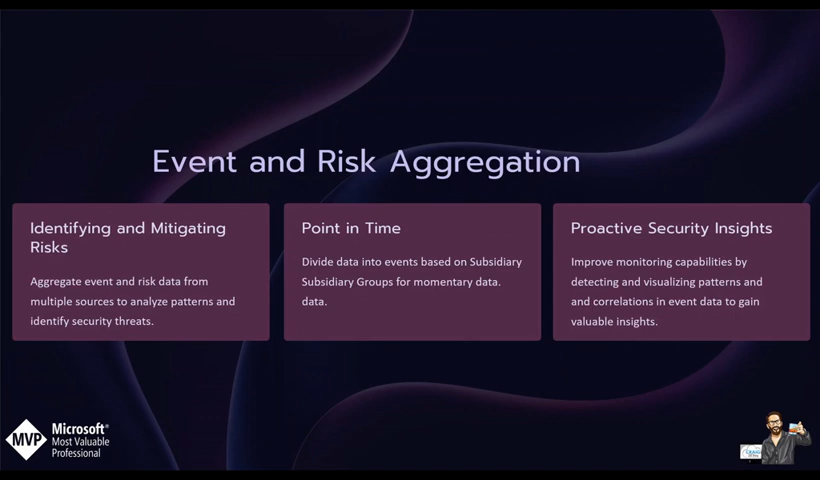 Event and Risk Aggregation
Identifying and Mitigating
Risks
Aggregate event and risk data from
multiple sources to analyze patterns and
identify security threats.
Point in Time
Divide data into events based on Subsidiary
Subsidiary Groups for momentary data.
data.
Proactive Security Insights
Improve monitoring capabilities by
detecting and visualizing patterns and
and correlations in event data to gain
valuable insights.
MVP
Microsoft®
Most Valuable
Professional